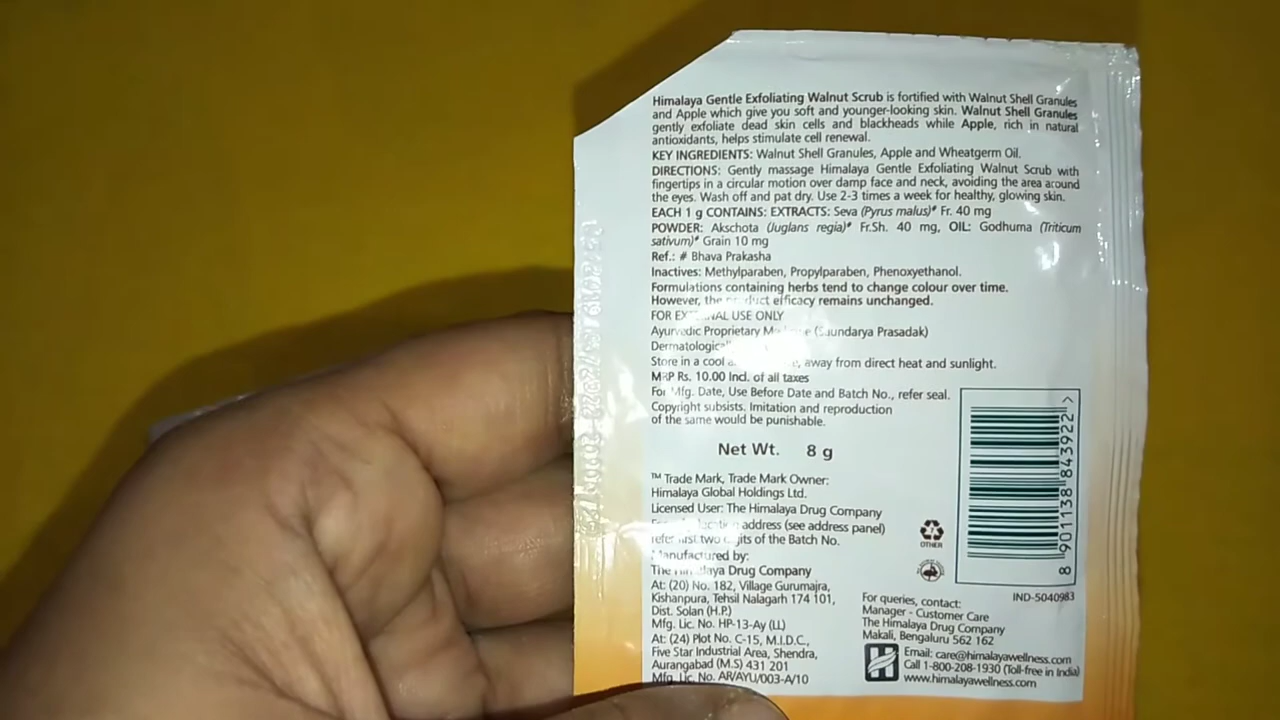 Himalaya Gentle Exfoliating Walnut Scrub is fortified with Walnut Shell Granules
and Apple which give you soft and younger-looking skin. Walnut Shell Granules
gently exfoliate dead skin cells and blackheads while Apple, rich in natural
antioxidants, helps stimulate cell renewal.
KEY INGREDIENTS: Walnut Shell Granules, Apple and Wheatgerm Oil.
DIRECTIONS: Gently massage Himalaya Gentle Exfoliating Walnut Scrub with
fingertips in a circular motion over damp face and neck, avoiding the area around
the eyes. Wash off and pat dry. Use 2-3 times a week for healthy, glowing skin.
EACH 1 g CONTAINS: EXTRACTS: Seva (Pyrus malus)# Fr. 40 mg
POWDER: Akschota (Juglans regia)# Fr.Sh. 40 mg, OIL: Godhuma (Triticum
sativum)# Grain 10 mg
Ref.: # Bhava Prakasha
Inactives: Methylparaben, Propylparaben, Phenoxyethanol.
Formulations containing herbs tend to change colour over time.
However, the product efficacy remains unchanged.
FOR EXTERNAL USE ONLY
Ayurvedic Proprietary (Saundarya Prasadak)
Store in a cool away from direct heat and sunlight.
MRP Rs. 10.00 Incl. of all taxes
For Mfg. Date, Use Before Date and Batch No., refer seal.
Copyright subsists. Imitation and reproduction
of the same would be punishable.
Net Wt. 8 g
™ Trade Mark, Trade Mark Owner:
Himalaya Global Holdings Ltd.
Licensed User: The Himalaya Drug Company
address (see address panel)
refer first two digits of the Batch No.
Manufactured by:
The Himalaya Drug Company
At: (20) No. 182, Village Gurumajra,
Kishanpura, Tehsil Nalagarh 174 101,
Dist. Solan (H.P.)
Mfg. Lic. No. HP-13-Ay (LL)
At: (24) Plot No. C-15, M.I.D.C.,
Five Star Industrial Area, Shendra,
Aurangabad (M.S) 431 201
Mfg. Lic. No. AR/AYU/003-A/10
7
OTHER
8 901138 843922 >
IND-5040983
For queries, contact:
Manager - Customer Care
The Himalaya Drug Company
Makali, Bengaluru 562 162
Email: care@himalayawellness.com
Call 1-800-208-1930 (Toll-free in India)
www.himalayawellness.com